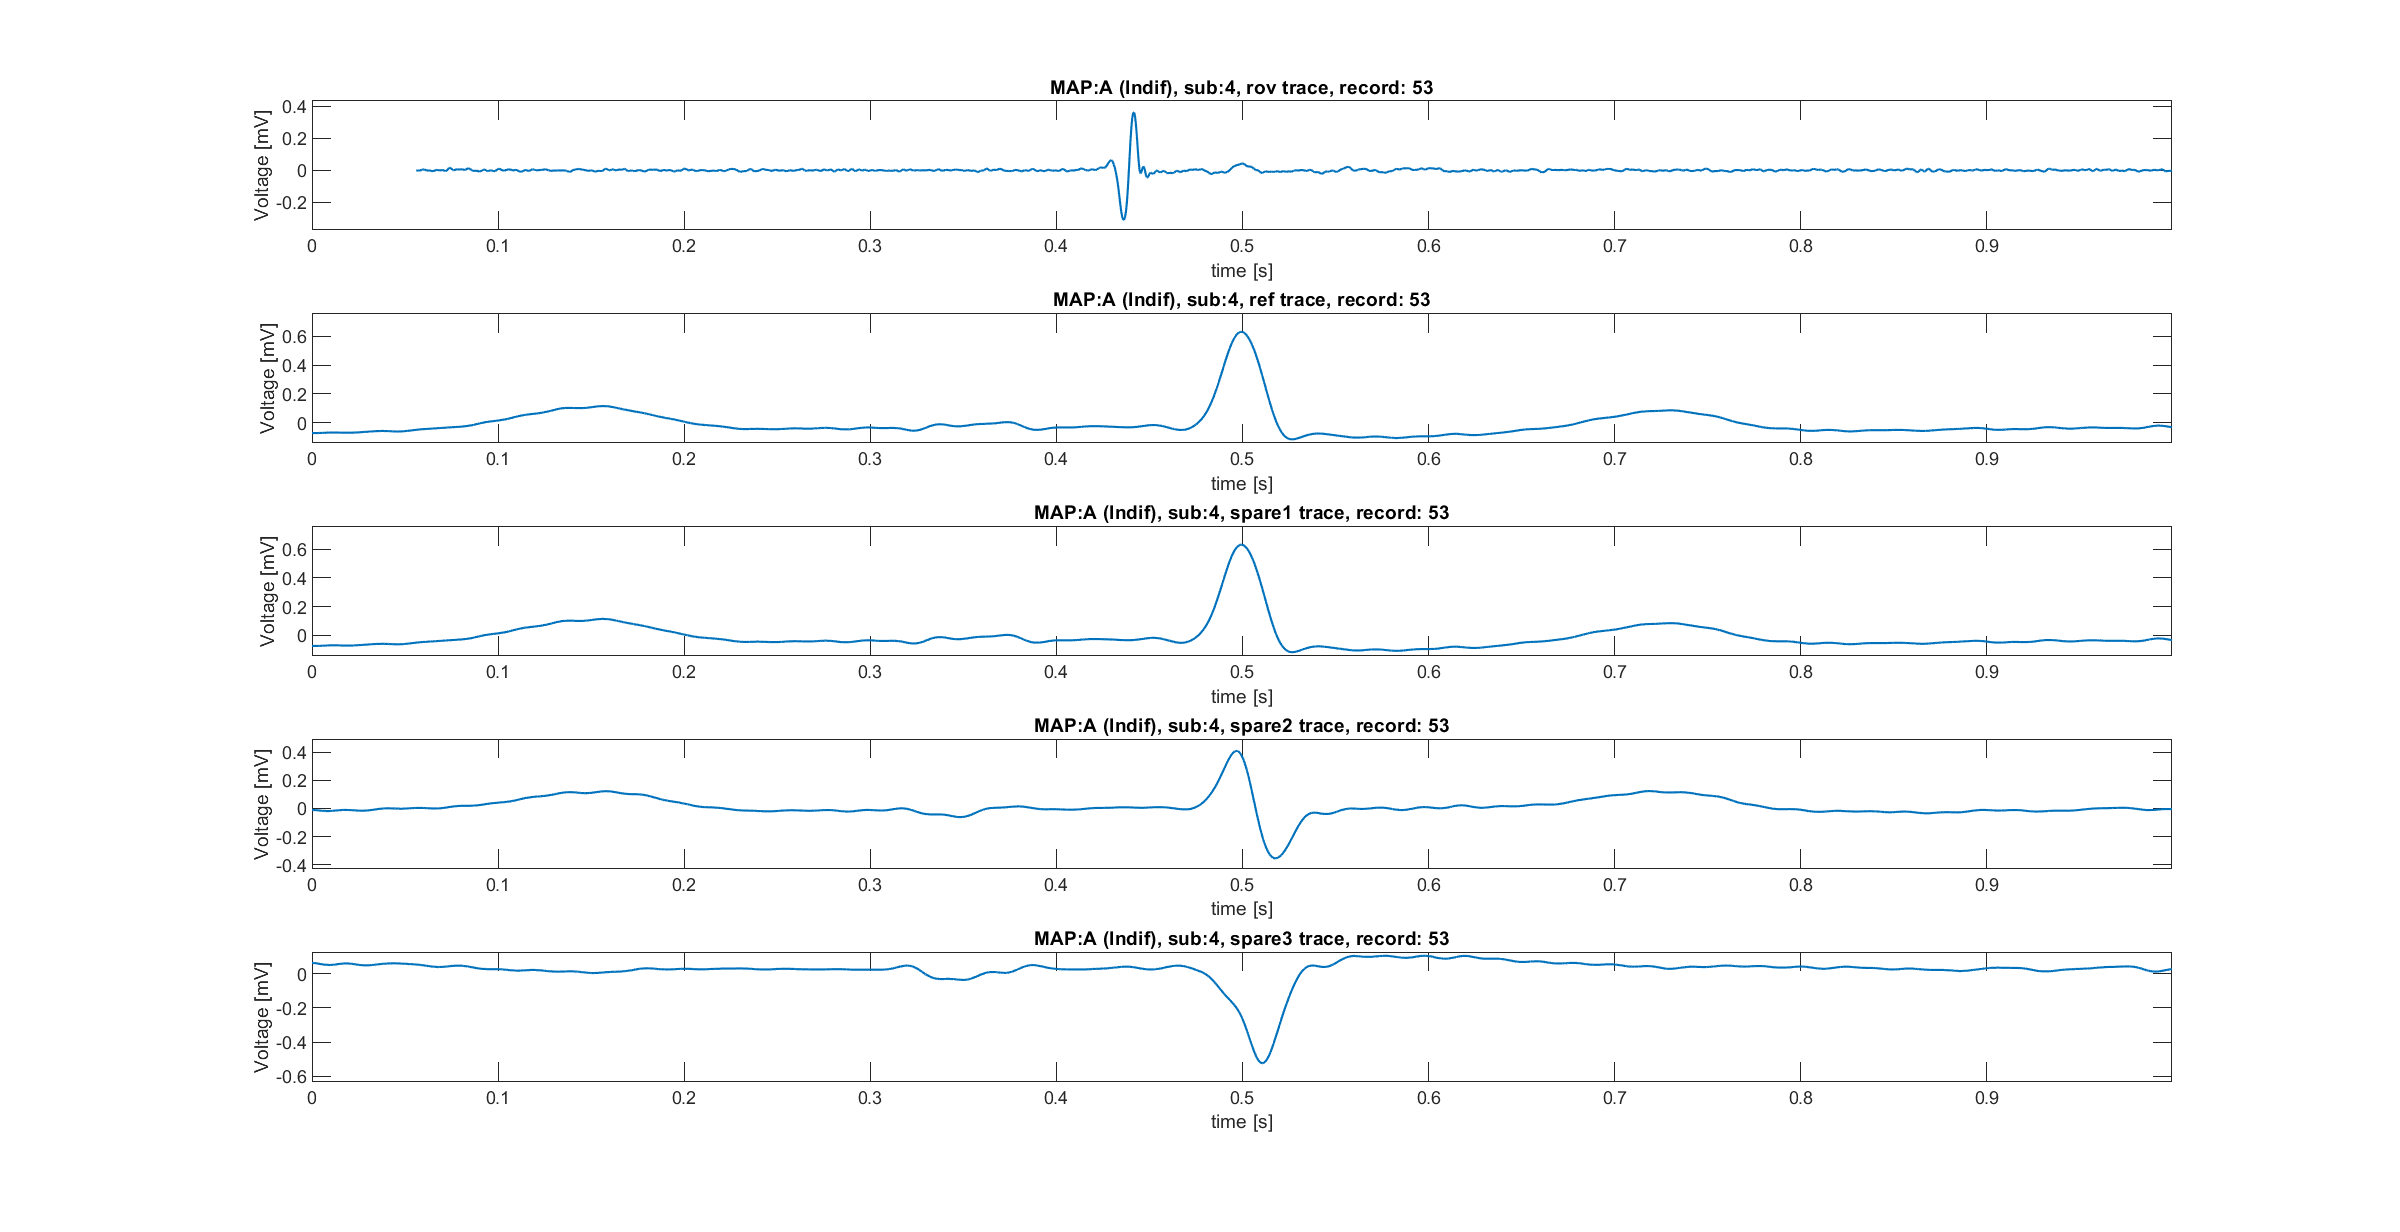 MAP:A (Indif), sub:4, rov trace, record: 53
Voltage [mV]
0.4
0.2
0
-0.2
0 0.1 0.2 0.3 0.4 0.5 0.6 0.7 0.8 0.9
time [s]
MAP:A (Indif), sub:4, ref trace, record: 53
Voltage [mV]
0.6
0.4
0.2
0
0 0.1 0.2 0.3 0.4 0.5 0.6 0.7 0.8 0.9
time [s]
MAP:A (Indif), sub:4, spare1 trace, record: 53
Voltage [mV]
0.6
0.4
0.2
0
0 0.1 0.2 0.3 0.4 0.5 0.6 0.7 0.8 0.9
time [s]
MAP:A (Indif), sub:4, spare2 trace, record: 53
Voltage [mV]
0.4
0.2
0
-0.2
-0.4
0 0.1 0.2 0.3 0.4 0.5 0.6 0.7 0.8 0.9
time [s]
MAP:A (Indif), sub:4, spare3 trace, record: 53
Voltage [mV]
0
-0.2
-0.4
-0.6
0 0.1 0.2 0.3 0.4 0.5 0.6 0.7 0.8 0.9
time [s]